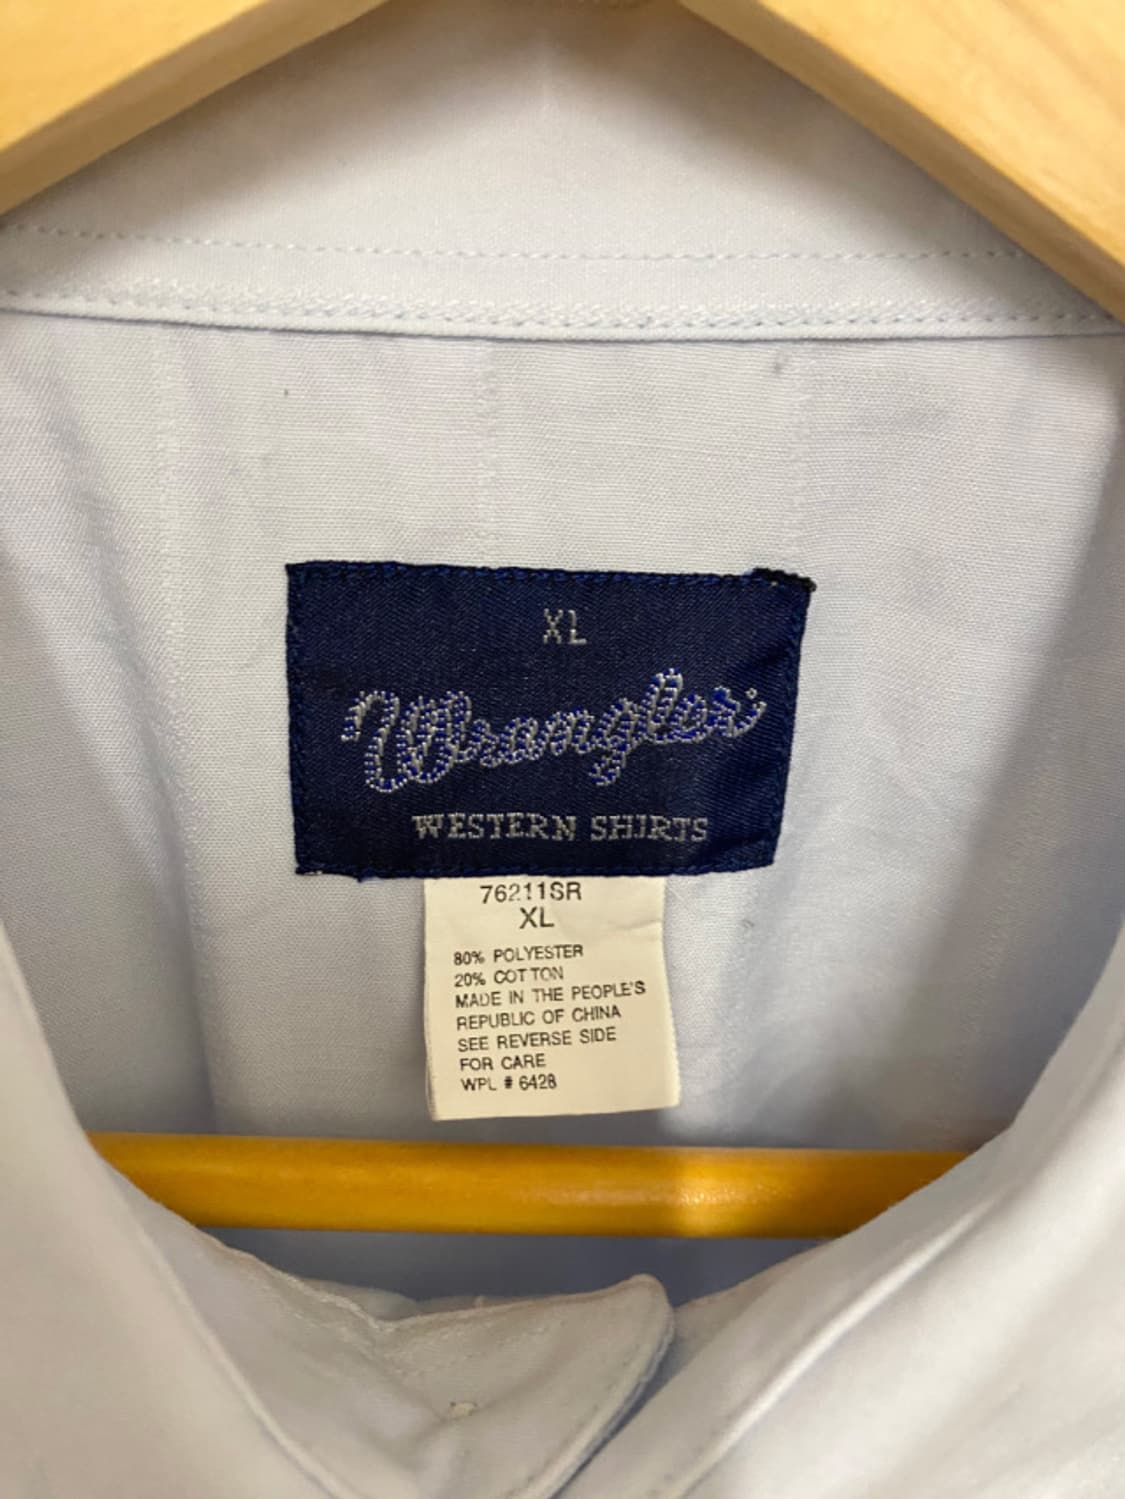 XL
Wrangler
WESTERN SHIRTS
76211SR
XL
80% POLYESTER
20% COTTON
MADE IN THE PEOPLE'S
REPUBLIC OF CHINA
SEE REVERSE SIDE
FOR CARE
WPL # 6428